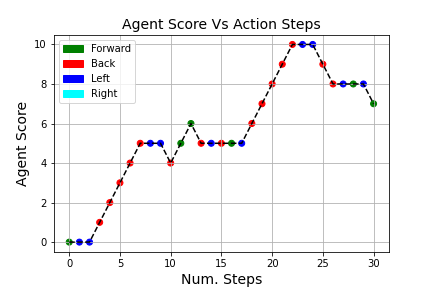 Agent Score Vs Action Steps
Forward
Back
Left
Right
Agent Score
10
8
6
4
2
0
0 5 10 15 20 25 30
Num. Steps